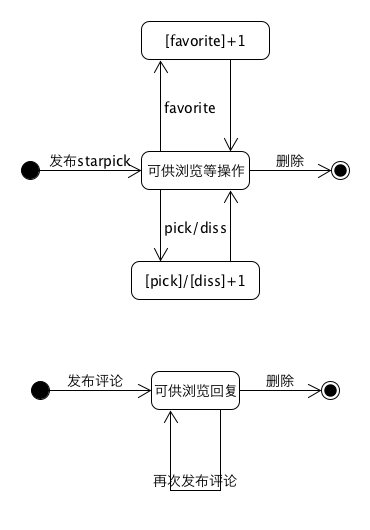 [favorite]+1
favorite
发布starpick
可供浏览等操作
删除
pick/diss
[pick]/[diss]+1
发布评论
可供浏览回复
删除
再次发布评论